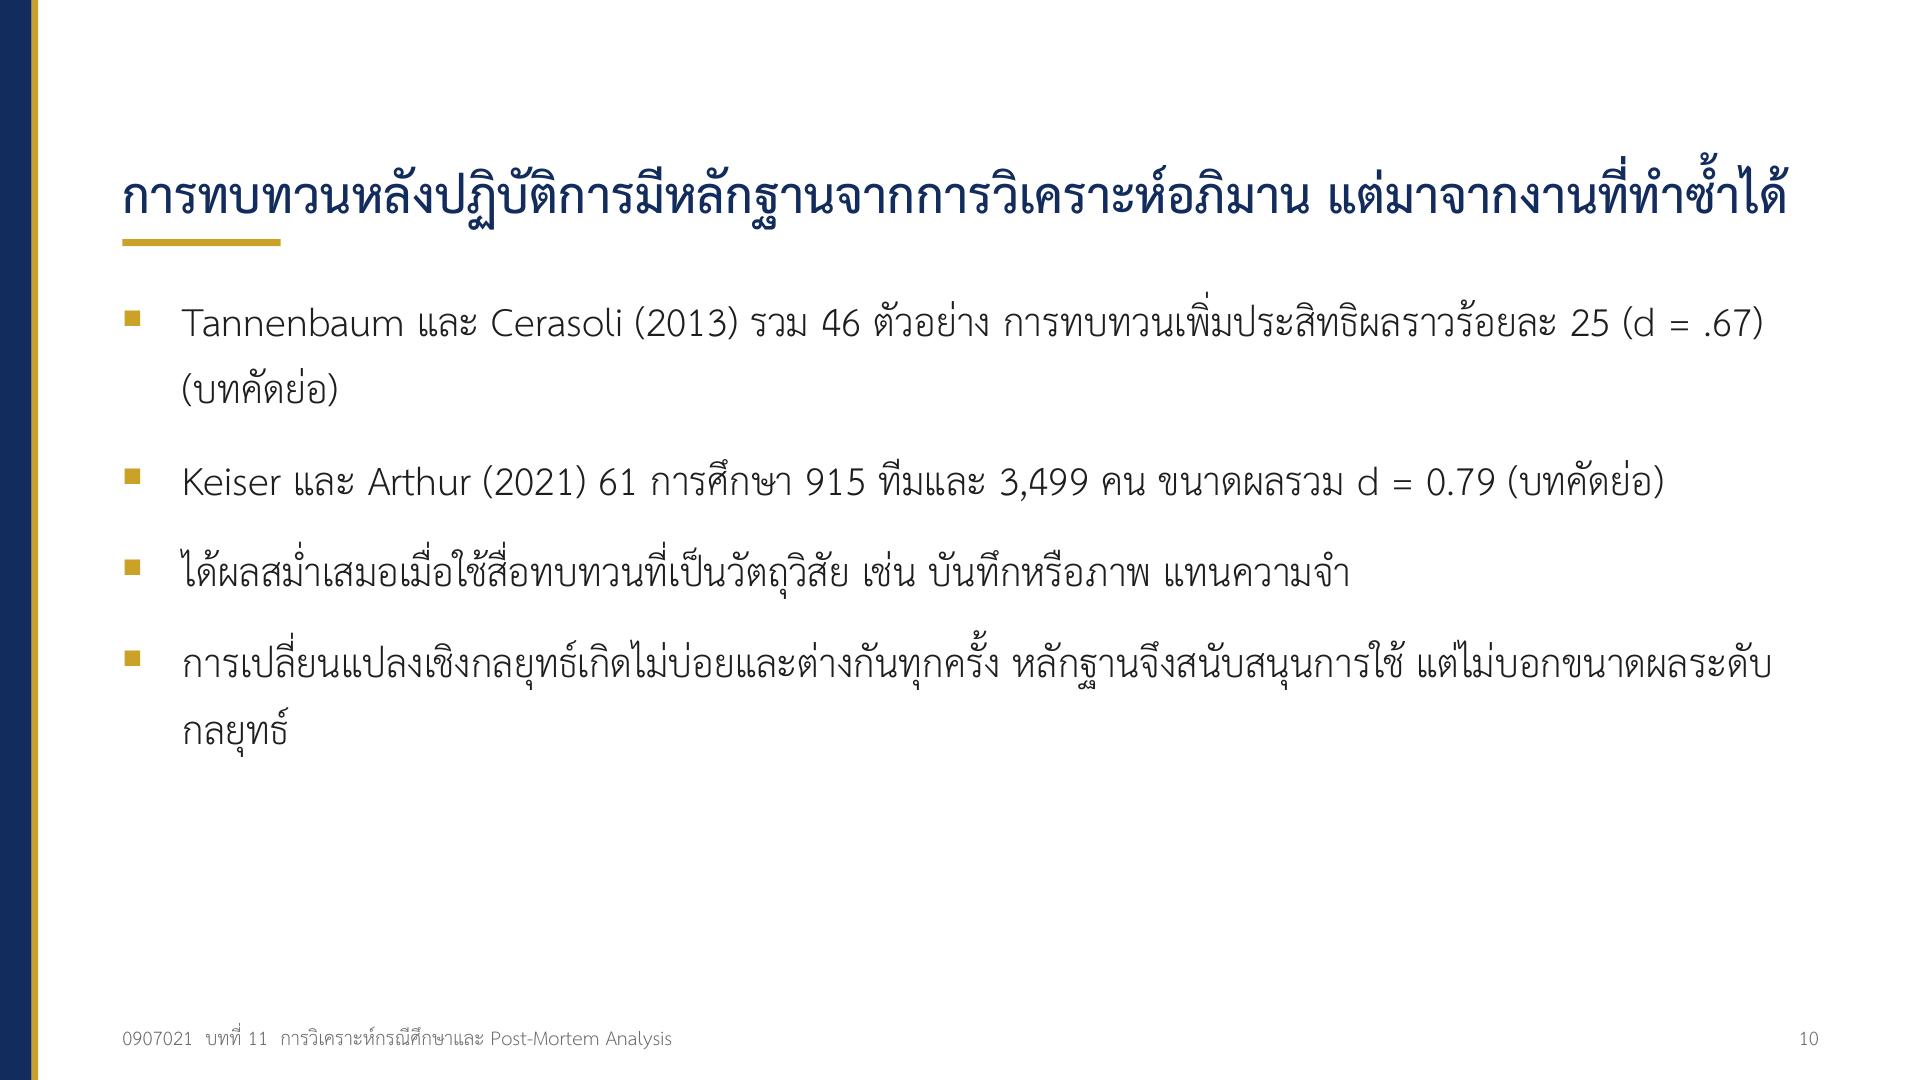 การทบทวนหลังปฏิบัติการมีหลักฐานจากการวิเคราะห์อภิมาน แต่มาจากงานที่ทำซ้ำได้
▪ Tannenbaum และ Cerasoli (2013) รวม 46 ตัวอย่าง การทบทวนเพิ่มประสิทธิผลราวร้อยละ 25 (d = .67)
(บทคัดย่อ)
▪ Keiser และ Arthur (2021) 61 การศึกษา 915 ทีมและ 3,499 คน ขนาดผลรวม d = 0.79 (บทคัดย่อ)
▪ ได้ผลสม่ำเสมอเมื่อใช้สื่อทบทวนที่เป็นวัตถุวิสัย เช่น บันทึกหรือภาพ แทนความจำ
▪ การเปลี่ยนแปลงเชิงกลยุทธ์เกิดไม่บ่อยและต่างกันทุกครั้ง หลักฐานจึงสนับสนุนการใช้ แต่ไม่บอกขนาดผลระดับ
กลยุทธ์
0907021 บทที่ 11 การวิเคราะห์กรณีศึกษาและ Post-Mortem Analysis
10